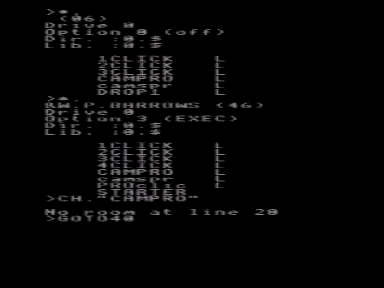 >*.
(06)
Drive 0
Option 0 (off)
Dir. :0.$
Lib. :0.$
1CLICK L
2CLICK L
3CLICK L
CAMPRO L
camspr L
DROP1 L
>*.
&W.P.BARROWS (46)
Drive 0
Option 3 (EXEC)
Dir. :0.$
Lib. :0.$
1CLICK L
2CLICK L
3CLICK L
4CLICK L
CAMPRO L
camspr L
PROclic L
STARTER
>CH."CAMPRO"
No room at line 20
>GOTO40